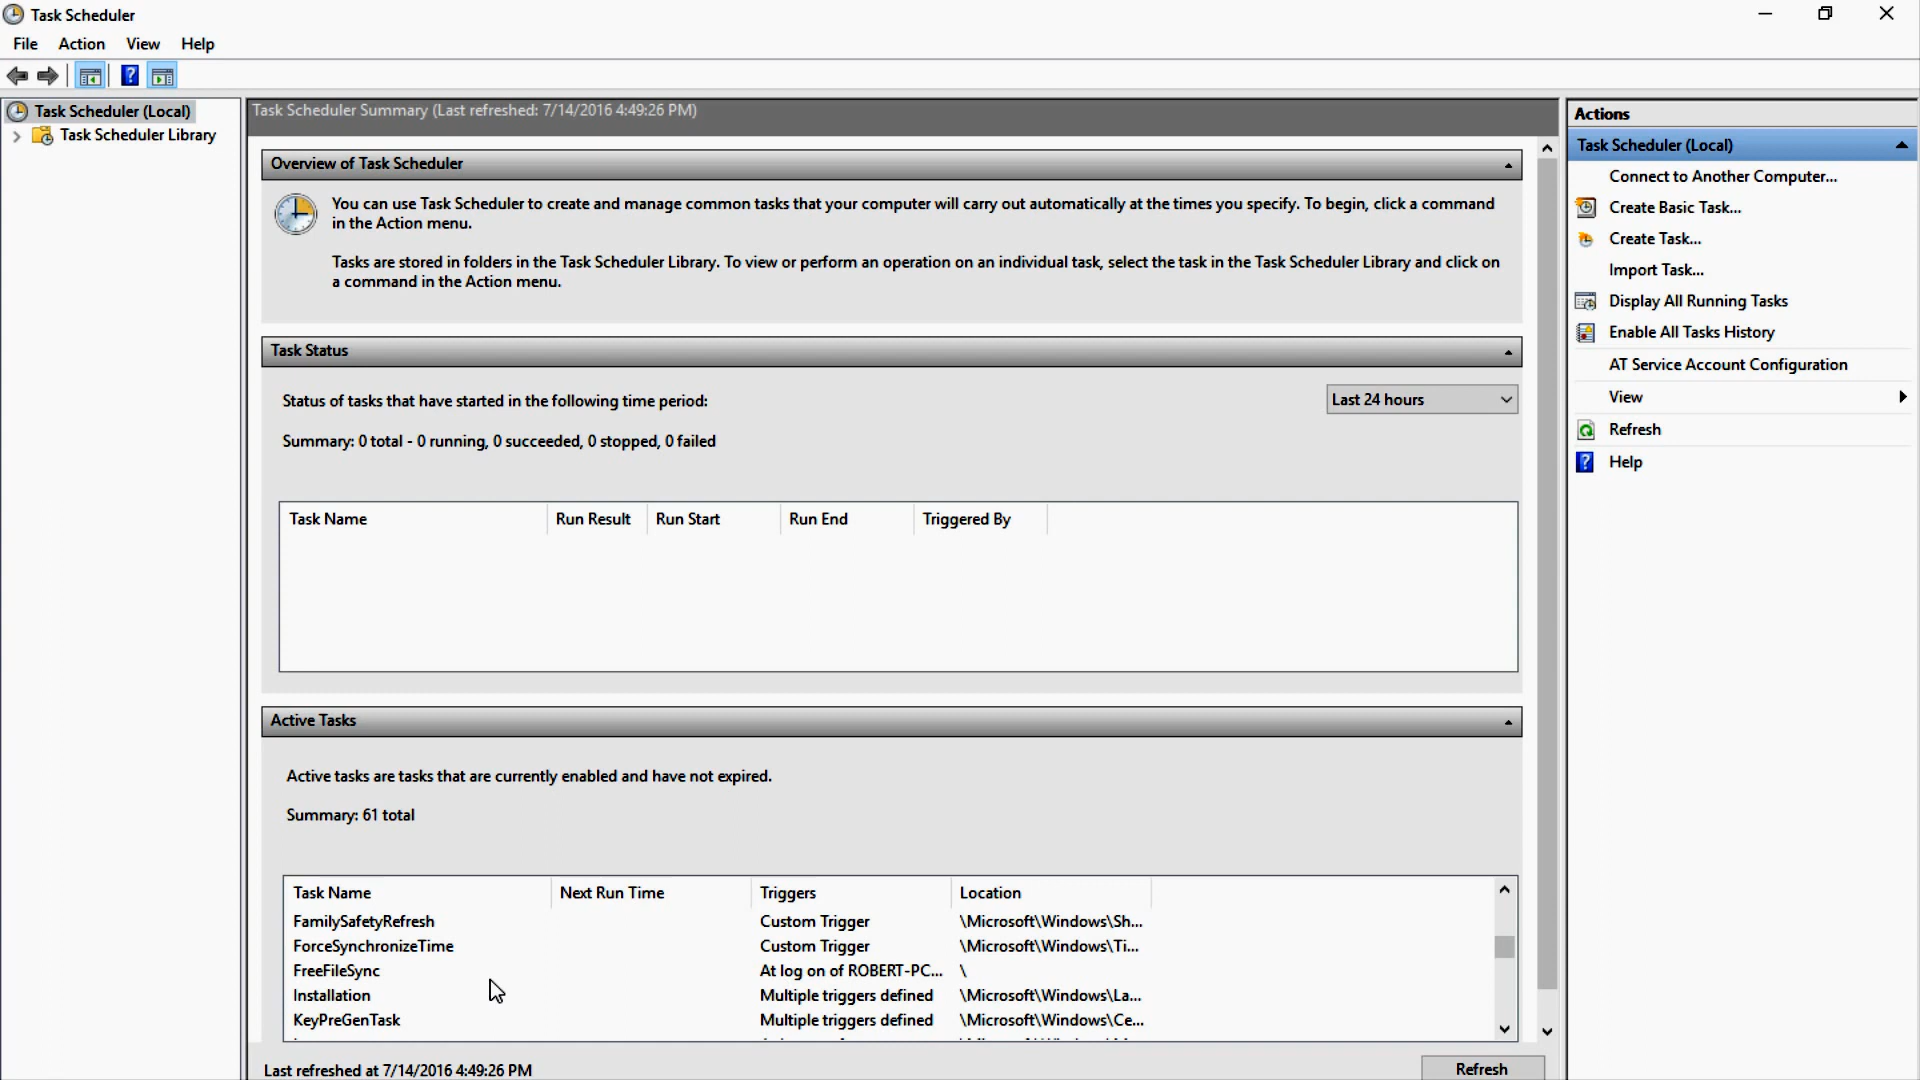 Task Scheduler
File Action View Help
Task Scheduler (Local)
Task Scheduler Library
Task Scheduler Summary (Last refreshed: 7/14/2016 4:49:26 PM)
Overview of Task Scheduler
You can use Task Scheduler to create and manage common tasks that your computer will carry out automatically at the times you specify. To begin, click a command
in the Action menu.
Tasks are stored in folders in the Task Scheduler Library. To view or perform an operation on an individual task, select the task in the Task Scheduler Library and click on
a command in the Action menu.
Task Status
Status of tasks that have started in the following time period:
Last 24 hours
Summary: 0 total - 0 running, 0 succeeded, 0 stopped, 0 failed
Task Name Run Result Run Start Run End Triggered By
Active Tasks
Active tasks are tasks that are currently enabled and have not expired.
Summary: 61 total
Task Name Next Run Time Triggers Location
FamilySafetyRefresh Custom Trigger \Microsoft\Windows\Sh...
ForceSynchronizeTime Custom Trigger \Microsoft\Windows\Ti...
FreeFileSync At log on of ROBERT-PC... \
Installation Multiple triggers defined \Microsoft\Windows\La...
KeyPreGenTask Multiple triggers defined \Microsoft\Windows\Ce...
Last refreshed at 7/14/2016 4:49:26 PM
Refresh
Actions
Task Scheduler (Local)
Connect to Another Computer...
Create Basic Task...
Create Task...
Import Task...
Display All Running Tasks
Enable All Tasks History
AT Service Account Configuration
View
Refresh
? Help